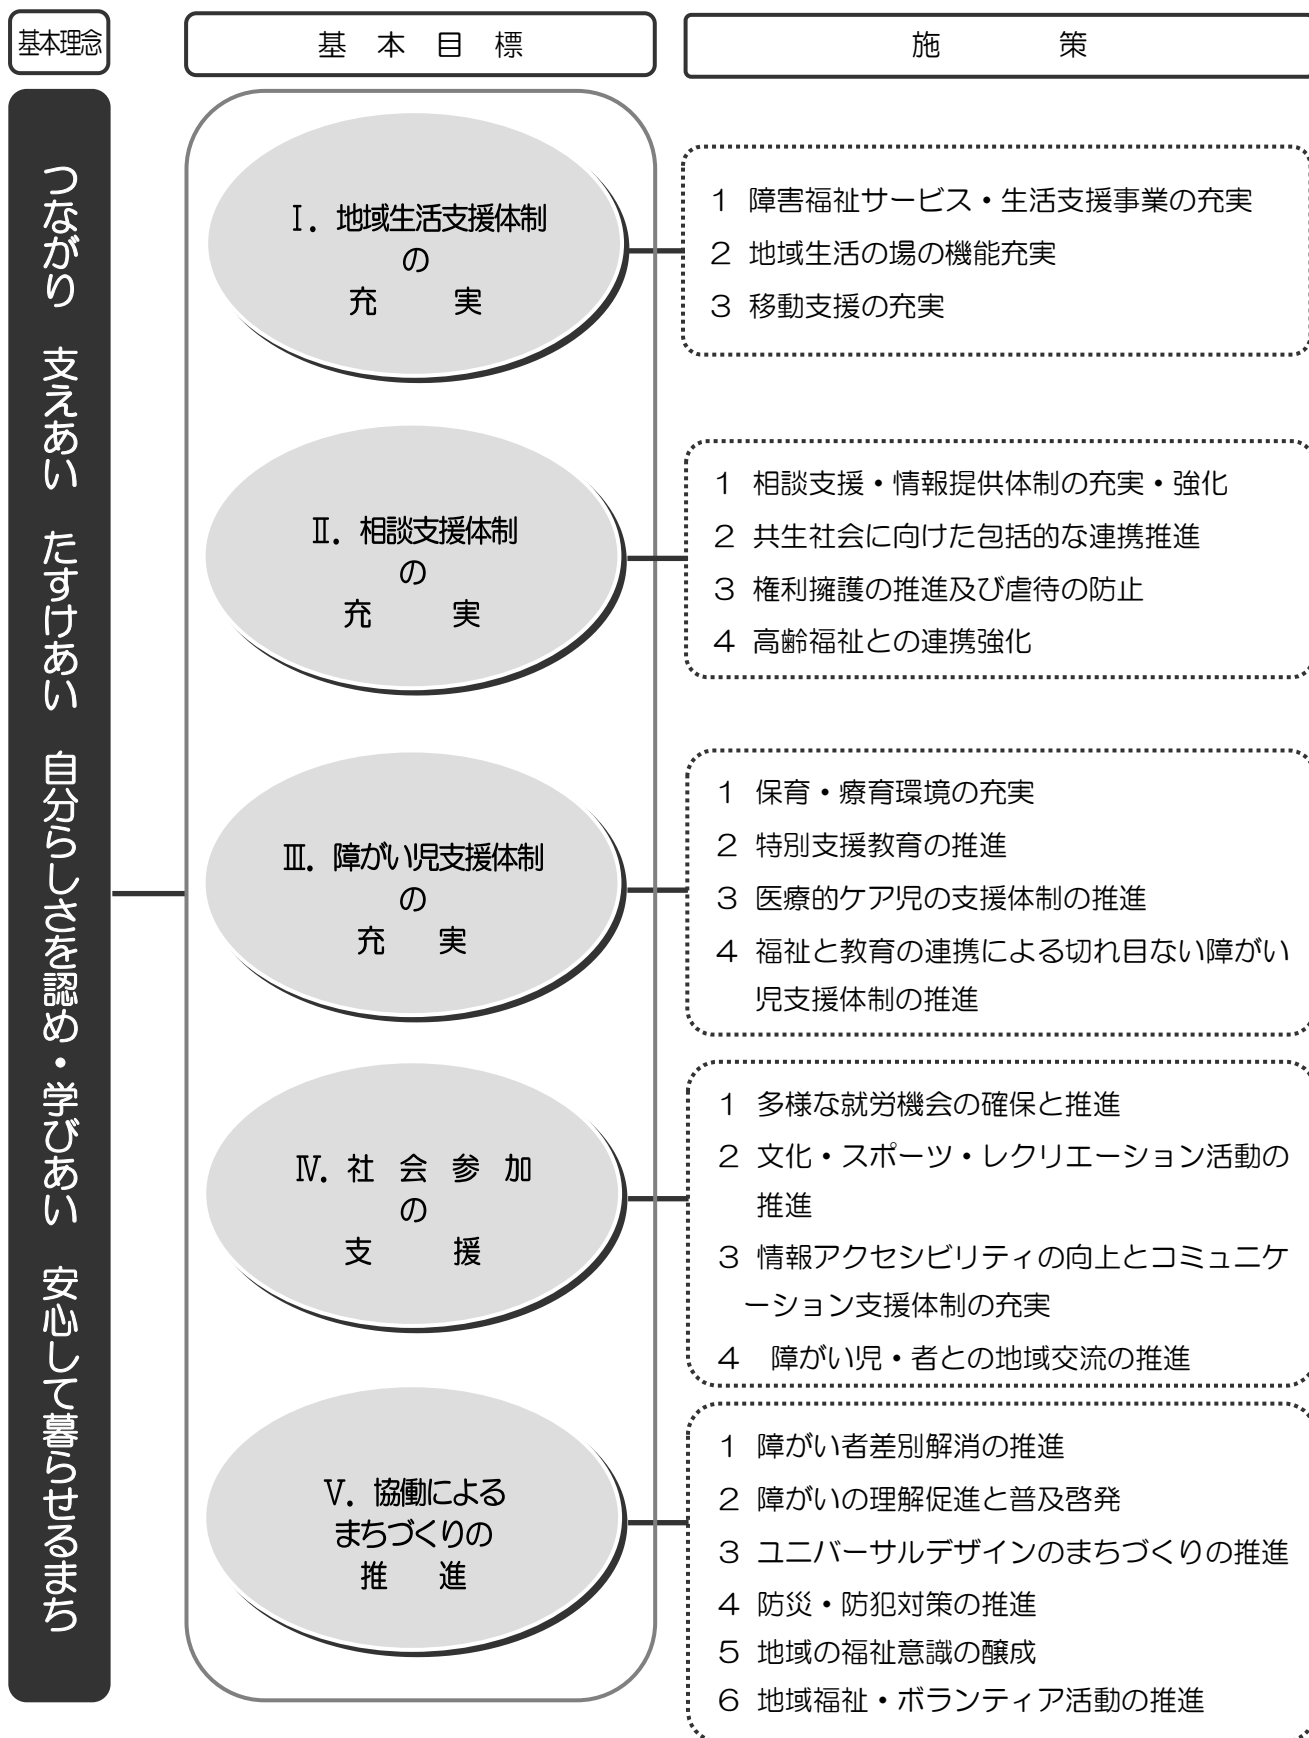 基本理念
基本目標
施策
つながり 支えあい たすけあい 自分らしさを認め・学びあい 安心して暮らせるまち
Ⅰ．地域生活支援体制
の
充実
1 障害福祉サービス・生活支援事業の充実
2 地域生活の場の機能充実
3 移動支援の充実
Ⅱ．相談支援体制
の
充実
1 相談支援・情報提供体制の充実・強化
2 共生社会に向けた包括的な連携推進
3 権利擁護の推進及び虐待の防止
4 高齢福祉との連携強化
Ⅲ．障がい児支援体制
の
充実
1 保育・療育環境の充実
2 特別支援教育の推進
3 医療的ケア児の支援体制の推進
4 福祉と教育の連携による切れ目ない障がい
児支援体制の推進
Ⅳ．社会参加
の
支援
1 多様な就労機会の確保と推進
2 文化・スポーツ・レクリエーション活動の
推進
3 情報アクセシビリティの向上とコミュニケ
ーション支援体制の充実
4 障がい児・者との地域交流の推進
Ⅴ．協働による
まちづくりの
推進
1 障がい者差別解消の推進
2 障がいの理解促進と普及啓発
3 ユニバーサルデザインのまちづくりの推進
4 防災・防犯対策の推進
5 地域の福祉意識の醸成
6 地域福祉・ボランティア活動の推進